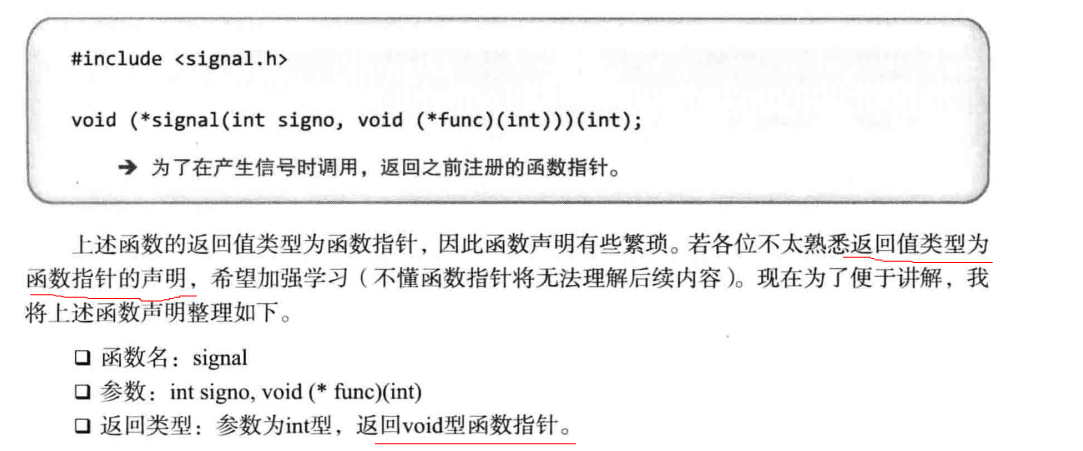 #include <signal.h>
void (*signal(int signo, void (*func)(int)))(int);
➔ 为了在产生信号时调用，返回之前注册的函数指针。
上述函数的返回值类型为函数指针，因此函数声明有些繁琐。若各位不太熟悉返回值类型为
函数指针的声明，希望加强学习（不懂函数指针将无法理解后续内容）。现在为了便于讲解，我
将上述函数声明整理如下。
❑ 函数名：signal
❑ 参数：int signo, void (* func)(int)
❑ 返回类型：参数为int型，返回void型函数指针。